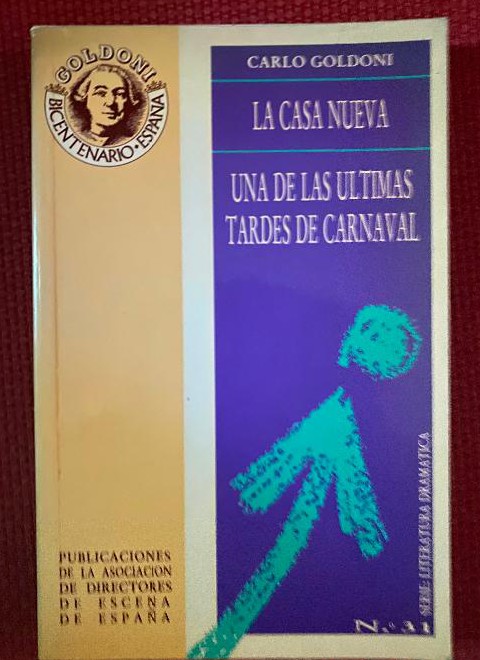 GOLDONI
BICENTENARIO · ESPAÑA
CARLO GOLDONI
LA CASA NUEVA
UNA DE LAS ULTIMAS
TARDES DE CARNAVAL
PUBLICACIONES
DE LA ASOCIACION
DE DIRECTORES
DE ESCENA
DE ESPAÑA
SERIE: LITERATURA DRAMATICA
N.º 31